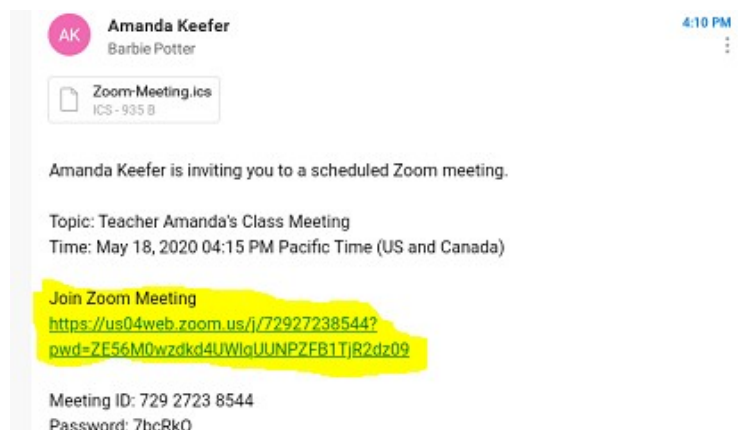 AK
Amanda Keefer
4:10 PM
Barbie Potter
Zoom-Meeting.ics
ICS - 935 B
Amanda Keefer is inviting you to a scheduled Zoom meeting.
Topic: Teacher Amanda's Class Meeting
Time: May 18, 2020 04:15 PM Pacific Time (US and Canada)
Join Zoom Meeting
https://us04web.zoom.us/j/72927238544?
pwd=ZE56M0wzdkd4UWlqUUNPZFB1TjR2dz09
Meeting ID: 729 2723 8544
Password: 7bcRkQ